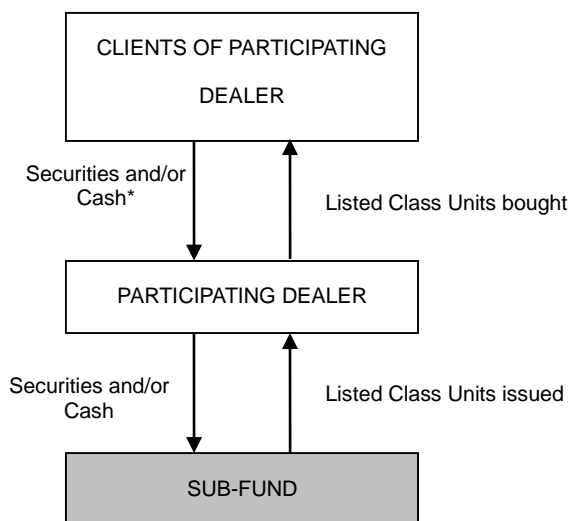 CLIENTS OF PARTICIPATING
DEALER
Securities and/or
Cash*
Listed Class Units bought
PARTICIPATING DEALER
Securities and/or
Cash
Listed Class Units issued
SUB-FUND